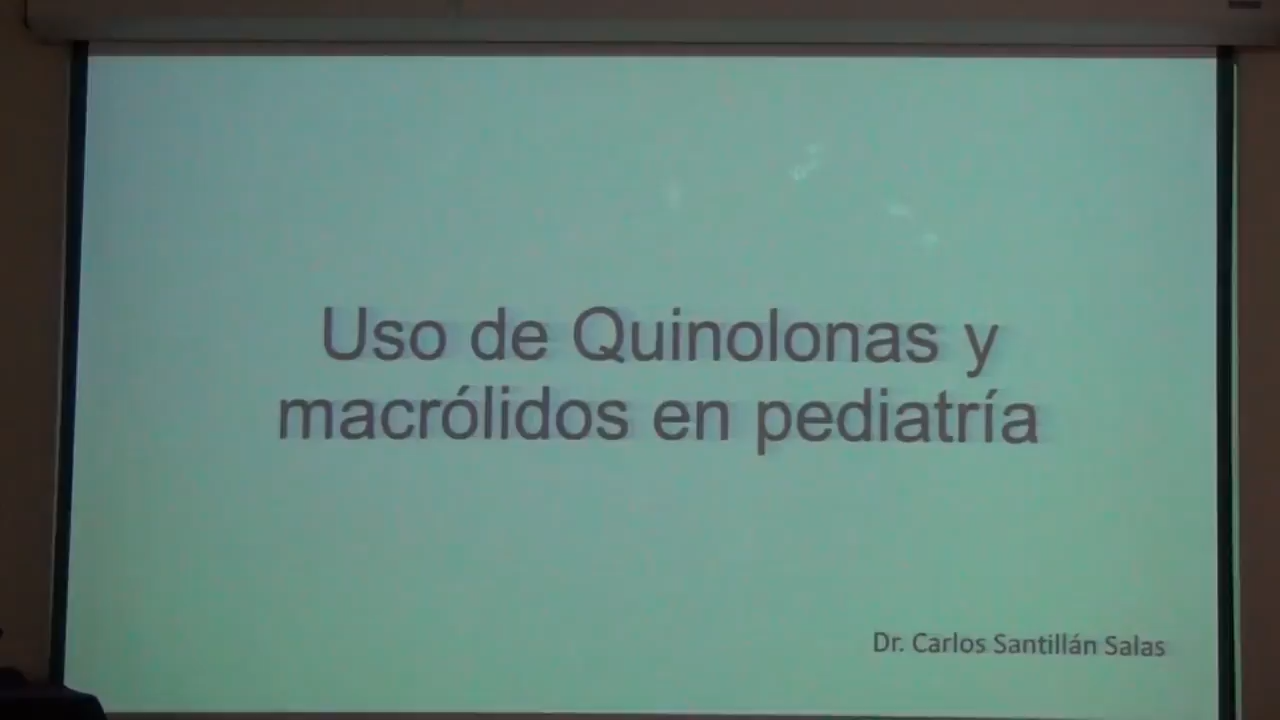 Uso de Quinolonas y
macrólidos en pediatría
Dr. Carlos Santillán Salas